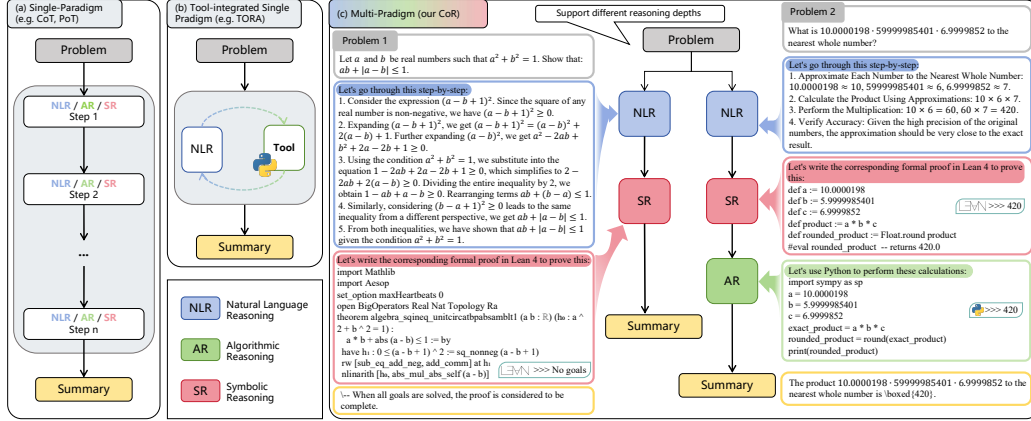 (a) Single-Paradigm
(e.g. CoT, PoT)
Problem
NLR / AR / SR
Step 1
NLR / AR / SR
Step 2
...
NLR / AR / SR
Step n
Summary
(b) Tool-integrated Single
Pradigm (e.g. TORA)
Problem
NLR
Tool
Summary
NLR
Natural Language
Reasoning
AR
Algorithmic
Reasoning
SR
Symbolic
Reasoning
(c) Multi-Pradigm (our CoR)
Support different reasoning depths
Problem 1
Let a and b be real numbers such that a² + b² = 1. Show that:
ab + |a − b| ≤ 1.
Let's go through this step-by-step:
1. Consider the expression (a − b + 1)². Since the square of any
real number is non-negative, we have (a − b + 1)² ≥ 0.
2. Expanding (a − b + 1)², we get (a − b + 1)² = (a − b)² +
2(a − b) + 1. Further expanding (a − b)², we get a² − 2ab +
b² + 2a − 2b + 1 ≥ 0.
3. Using the condition a² + b² = 1, we substitute into the
equation 1 − 2ab + 2a − 2b + 1 ≥ 0, which simplifies to 2 −
2ab + 2(a − b) ≥ 0. Dividing the entire inequality by 2, we
obtain 1 − ab + a − b ≥ 0. Rearranging terms ab + (b − a) ≤ 1.
4. Similarly, considering (b − a + 1)² ≥ 0 leads to the same
inequality from a different perspective, we get ab + |a − b| ≤ 1.
5. From both inequalities, we have shown that ab + |a − b| ≤ 1
given the condition a² + b² = 1.
Let's write the corresponding formal proof in Lean 4 to prove this:
import Mathlib
import Aesop
set_option maxHeartbeats 0
open BigOperators Real Nat Topology Ra
theorem algebra_sqineq_unitcircatbpabsamblt1 (a b : ℝ) (h₀ : a ^
2 + b ^ 2 = 1) :
a * b + abs (a - b) ≤ 1 := by
have h₁ : 0 ≤ (a - b + 1) ^ 2 := sq_nonneg (a - b + 1)
rw [sub_eq_add_neg, add_comm] at h₁
nlinarith [h₀, abs_mul_abs_self (a - b)]
LEAN >>> No goals
\-- When all goals are solved, the proof is considered to be
complete.
Problem
NLR
SR
Summary
NLR
SR
AR
Summary
Problem 2
What is 10.0000198 · 59999985401 · 6.9999852 to
the nearest whole number?
Let's go through this step-by-step:
1. Approximate Each Number to the Nearest Whole Number:
10.0000198 ≈ 10, 59999985401 ≈ 6, 6.9999852 ≈ 7.
2. Calculate the Product Using Approximations: 10 × 6 × 7.
3. Perform the Multiplication: 10 × 6 = 60, 60 × 7 = 420.
4. Verify Accuracy: Given the high precision of the original
numbers, the approximation should be very close to the exact
result.
Let's write the corresponding formal proof in Lean 4 to prove
this:
def a := 10.0000198
def b := 5.9999985401
def c := 6.9999852
LEAN >>> 420
def product := a * b * c
def rounded_product := Float.round product
#eval rounded_product -- returns 420.0
Let's use Python to perform these calculations:
import sympy as sp
a = 10.0000198
b = 5.9999985401
c = 6.9999852
>>> 420
exact_product = a * b * c
rounded_product = round(exact_product)
print(rounded_product)
The product 10.0000198 · 59999985401 · 6.9999852 to the
nearest whole number is \boxed{420}.